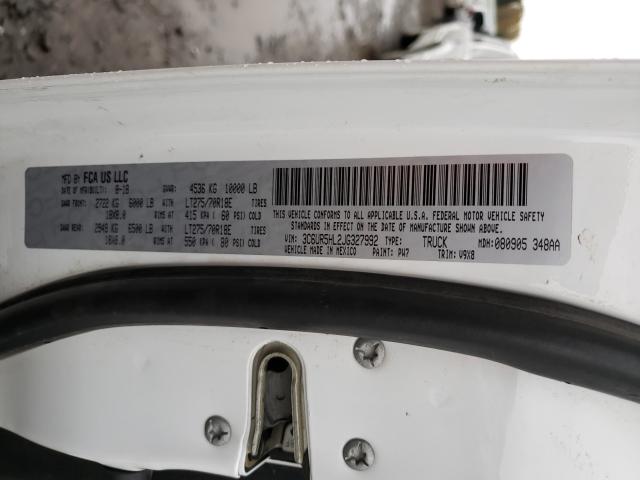 MFD BY FCA US LLC
DATE OF MFR(BUILT): 8-18 GVWR: 4536 KG 10000 LB
GAWR FRONT: 2722 KG 6000 LB LT275/70R18E TIRES
18X8.0 RIMS AT 415 KPA ( 60 PSI) COLD
GAWR REAR: 2948 KG 6500 LB LT275/70R18E TIRES
18X8.0 RIMS AT 550 KPA ( 80 PSI) COLD
THIS VEHICLE CONFORMS TO ALL APPLICABLE U.S.A. FEDERAL MOTOR VEHICLE SAFETY
STANDARDS IN EFFECT ON THE DATE OF MANUFACTURE SHOWN ABOVE.
VIN: 3C6UR5HL2JG327992 TYPE: TRUCK MDH: 080905 348AA
VEHICLE MADE IN MEXICO PAINT: PW7 TRIM: V9X8